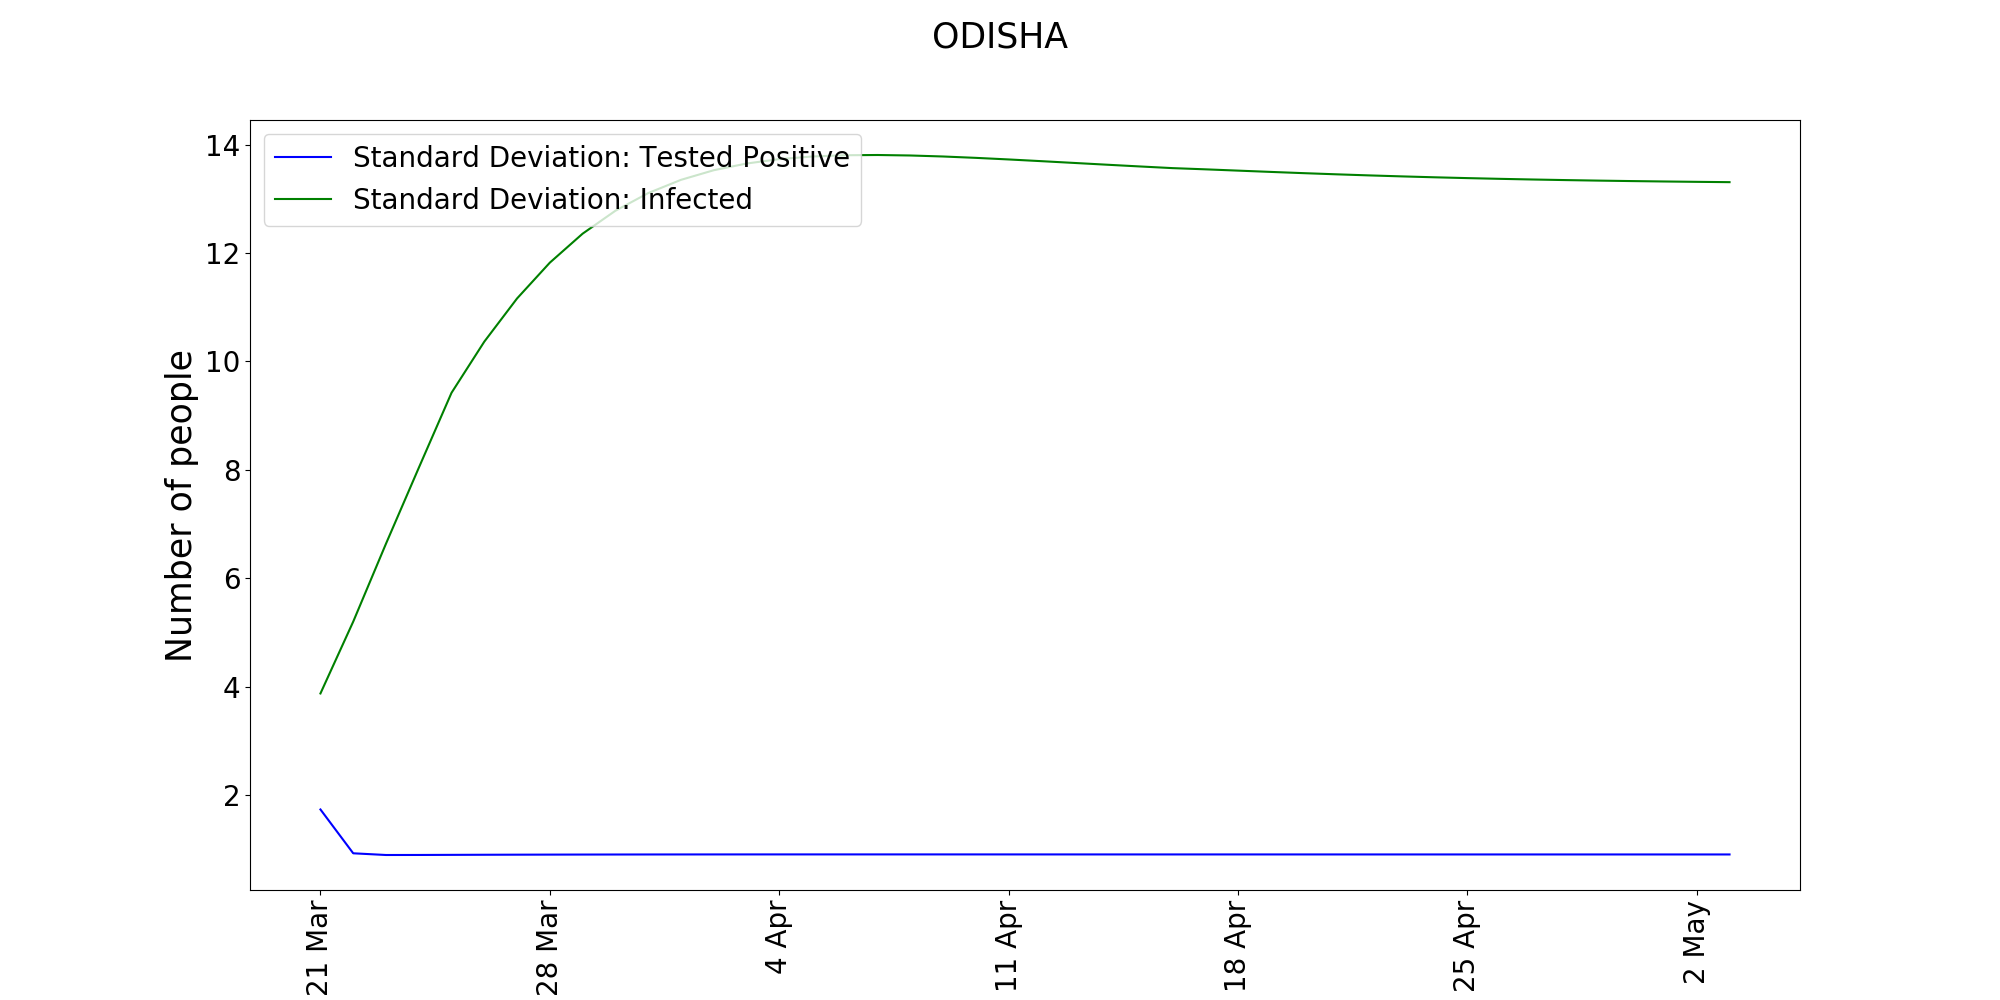 ODISHA
Standard Deviation: Tested Positive
Standard Deviation: Infected
Number of people
14
12
10
8
6
4
2
21 Mar
28 Mar
4 Apr
11 Apr
18 Apr
25 Apr
2 May